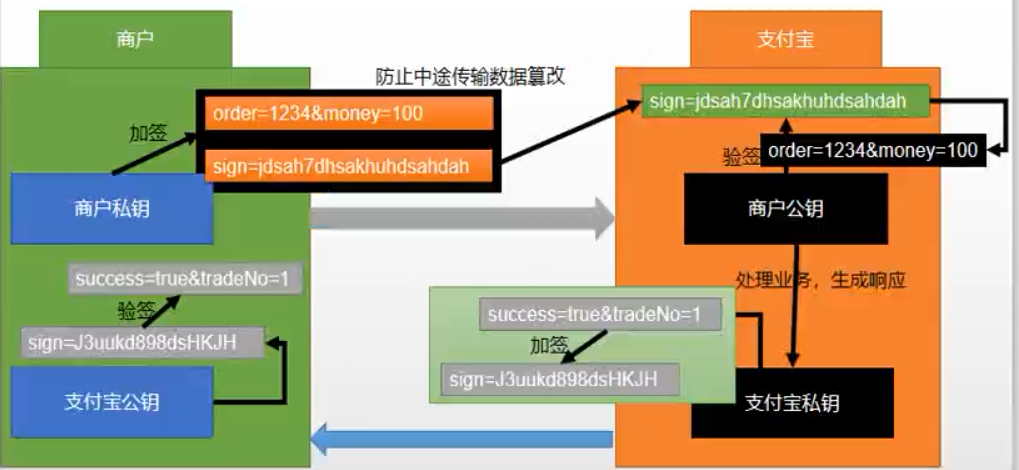 商户
支付宝
防止中途传输数据篡改
order=1234&money=100
sign=jdsah7dhsakhuhdsahdah
加签
sign=jdsah7dhsakhuhdsahdah
验签
order=1234&money=100
商户私钥
商户公钥
success=true&tradeNo=1
处理业务，生成响应
验签
success=true&tradeNo=1
sign=J3uukd898dsHKJH
加签
sign=J3uukd898dsHKJH
支付宝公钥
支付宝私钥